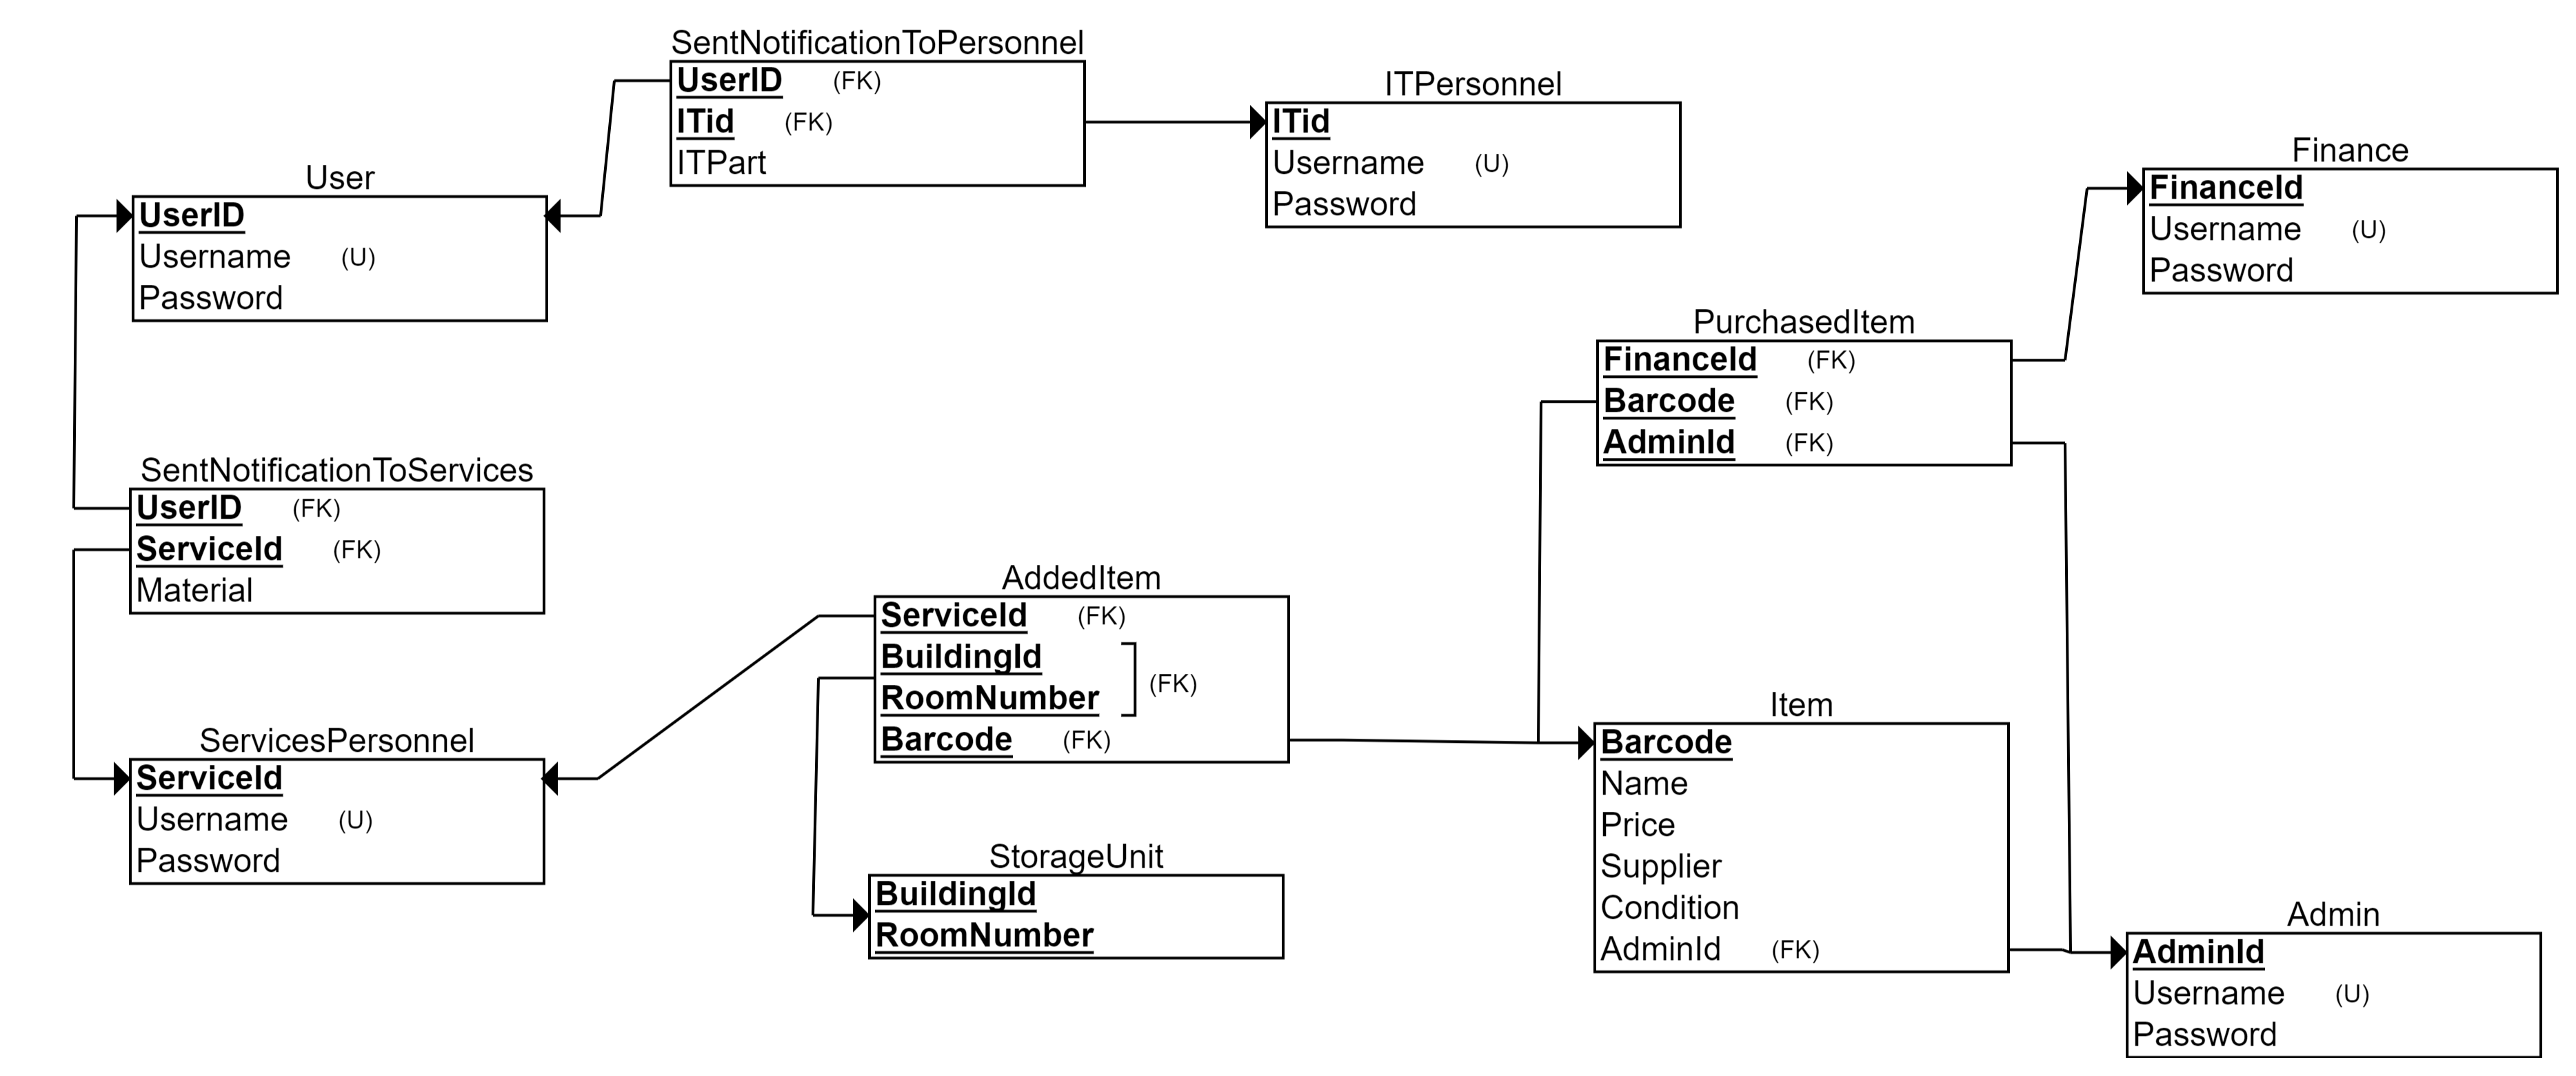 SentNotificationToPersonnel
UserID (FK)
ITid (FK)
ITPart
ITPersonnel
ITid
Username (U)
Password
Finance
FinanceId
Username (U)
Password
User
UserID
Username (U)
Password
PurchasedItem
FinanceId (FK)
Barcode (FK)
AdminId (FK)
SentNotificationToServices
UserID (FK)
ServiceId (FK)
Material
AddedItem
ServiceId (FK)
BuildingId
RoomNumber
(FK)
Barcode (FK)
Item
Barcode
Name
Price
Supplier
Condition
AdminId (FK)
ServicesPersonnel
ServiceId
Username (U)
Password
StorageUnit
BuildingId
RoomNumber
Admin
AdminId
Username (U)
Password